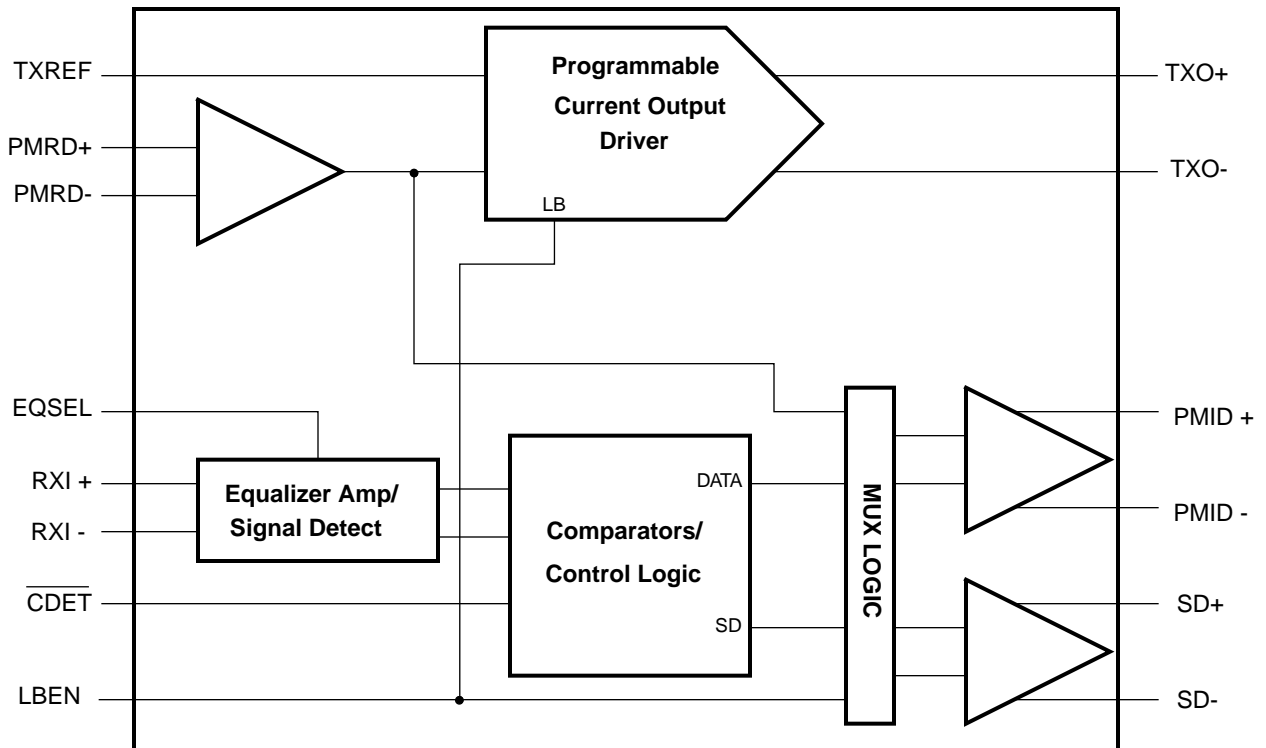 TXREF
PMRD+
PMRD-
Programmable
Current Output
Driver
LB
TXO+
TXO-
EQSEL
RXI +
RXI -
CDET
LBEN
Equalizer Amp/
Signal Detect
Comparators/
Control Logic
DATA
SD
MUX LOGIC
PMID +
PMID -
SD+
SD-